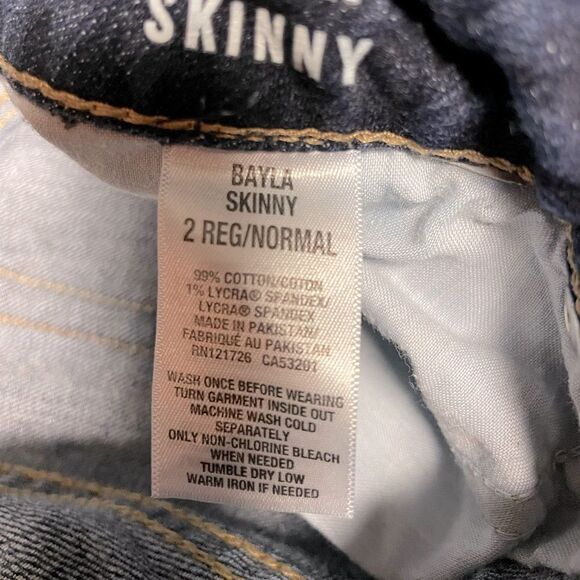 SKINNY
BAYLA
SKINNY
2 REG/NORMAL
99% COTTON/COTON
1% LYCRA® SPANDEX/
LYCRA® SPANDEX
MADE IN PAKISTAN/
FABRIQUÉ AU PAKISTAN
RN121726 CA53201
WASH ONCE BEFORE WEARING
TURN GARMENT INSIDE OUT
MACHINE WASH COLD
SEPARATELY
ONLY NON-CHLORINE BLEACH
WHEN NEEDED
TUMBLE DRY LOW
WARM IRON IF NEEDED